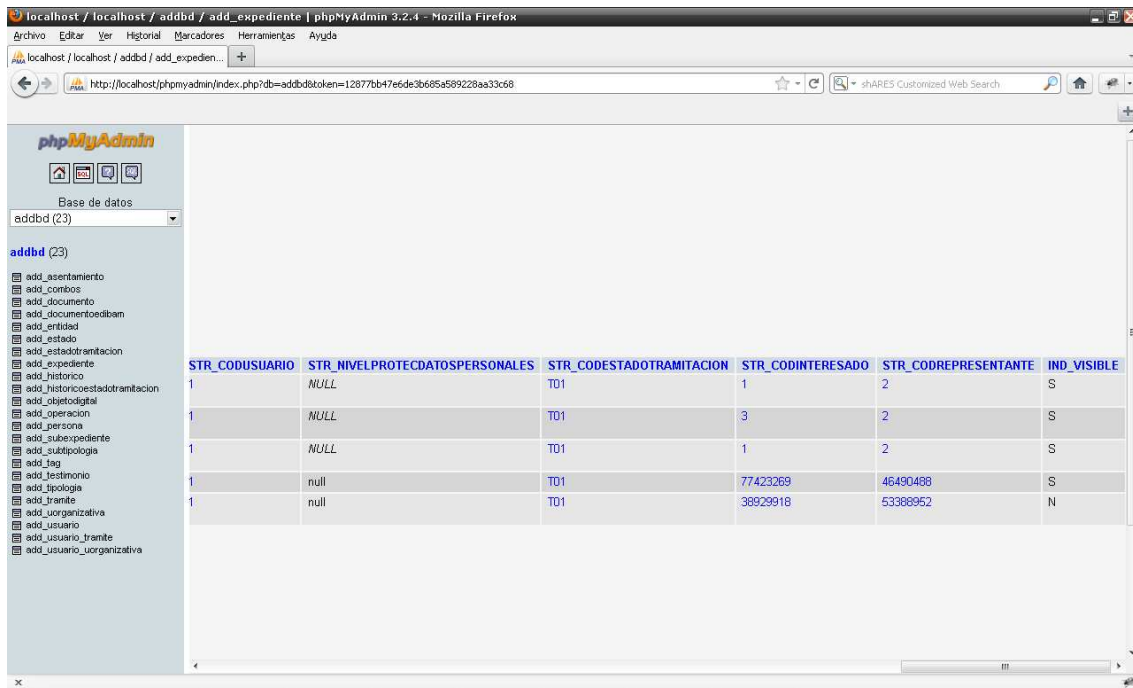 localhost / localhost / addbd / add_expediente | phpMyAdmin 3.2.4 - Mozilla Firefox
Archivo Editar Ver Historial Marcadores Herramientas Ayuda
localhost / localhost / addbd / add_expedien...
http://localhost/phpmyadmin/index.php?db=addbd&token=12877bb47e6de3b685a589228aa33c68
shARES Customized Web Search
phpMyAdmin
SQL
Base de datos
addbd (23)
addbd (23)
add_asentamiento
add_combos
add_documento
add_documentoedibam
add_entidad
add_estado
add_estadotramitacion
add_expediente
add_historico
add_historicoestadotramitacion
add_objetodigital
add_operacion
add_persona
add_subexpediente
add_subtipologia
add_tag
add_testimonio
add_tipologia
add_tramite
add_uorganizativa
add_usuario
add_usuario_tramite
add_usuario_uorganizativa
STR_CODUSUARIO STR_NIVELPROTECDATOSPERSONALES STR_CODESTADOTRAMITACION STR_CODINTERESADO STR_CODREPRESENTANTE IND_VISIBLE
1 NULL T01 1 2 S
1 NULL T01 3 2 S
1 NULL T01 1 2 S
1 null T01 77423269 46490488 S
1 null T01 38929918 53388952 N